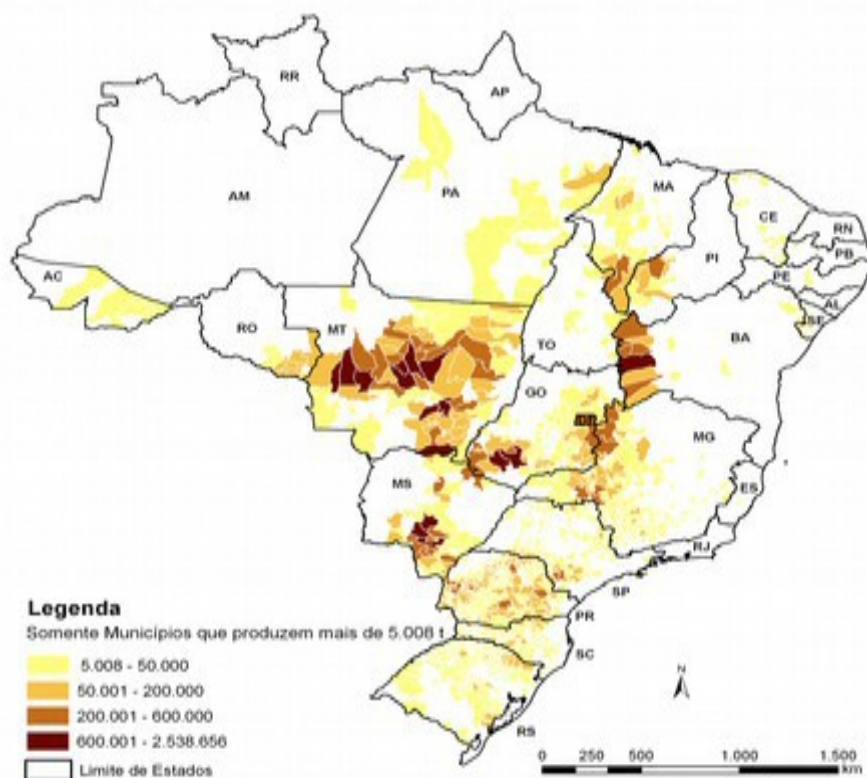 RR
AP
AM
PA
MA
CE
RN
PB
PI
PE
AL
SE
AC
RO
MT
TO
BA
GO
DF
MG
MS
ES
RJ
SP
PR
SC
RS
Legenda
Somente Municípios que produzem mais de 5.008 t
5.008 - 50.000
50.001 - 200.000
200.001 - 600.000
600.001 - 2.538.656
Limite de Estados
N
0 250 500 1.000 1.500
km